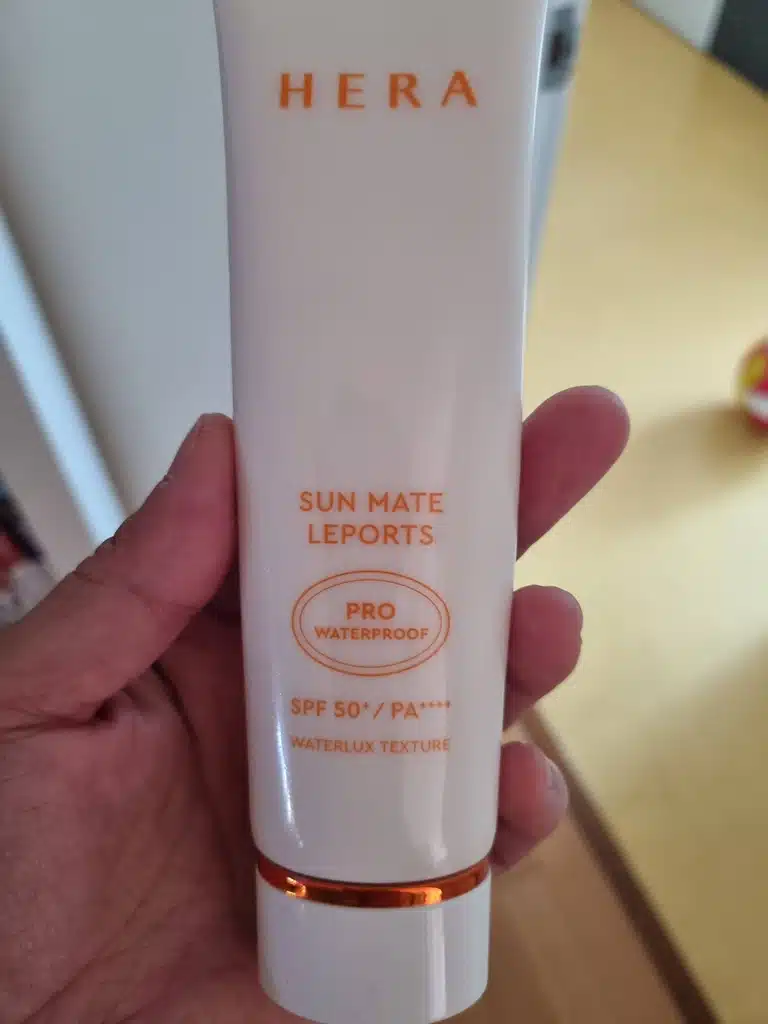 HERA
SUN MATE
LEPORTS
PRO
WATERPROOF
SPF 50+/ PA++++
WATERLUX TEXTURE